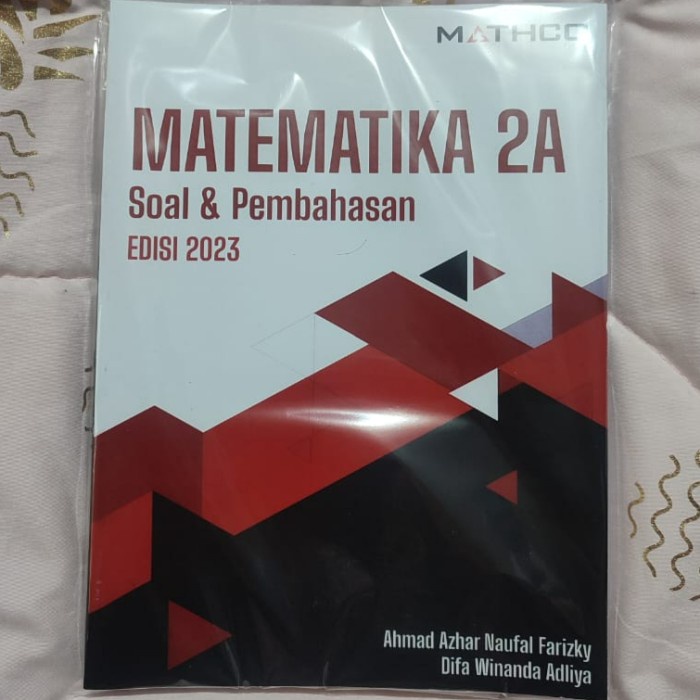 MATHCO
MATEMATIKA 2A
Soal & Pembahasan
EDISI 2023
Ahmad Azhar Naufal Farizky
Difa Winanda Adliya